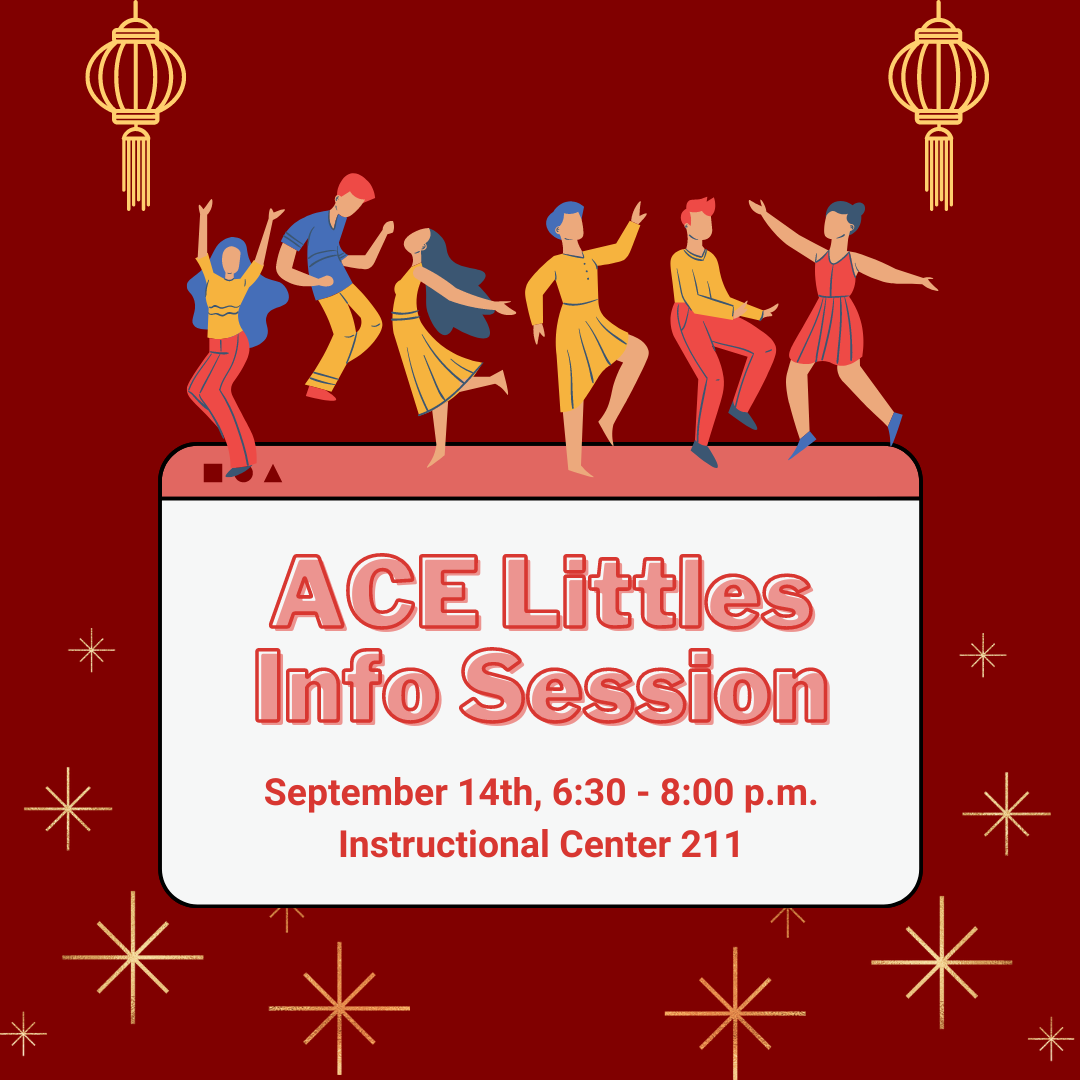 ACE Littles
Info Session
September 14th, 6:30 - 8:00 p.m.
Instructional Center 211